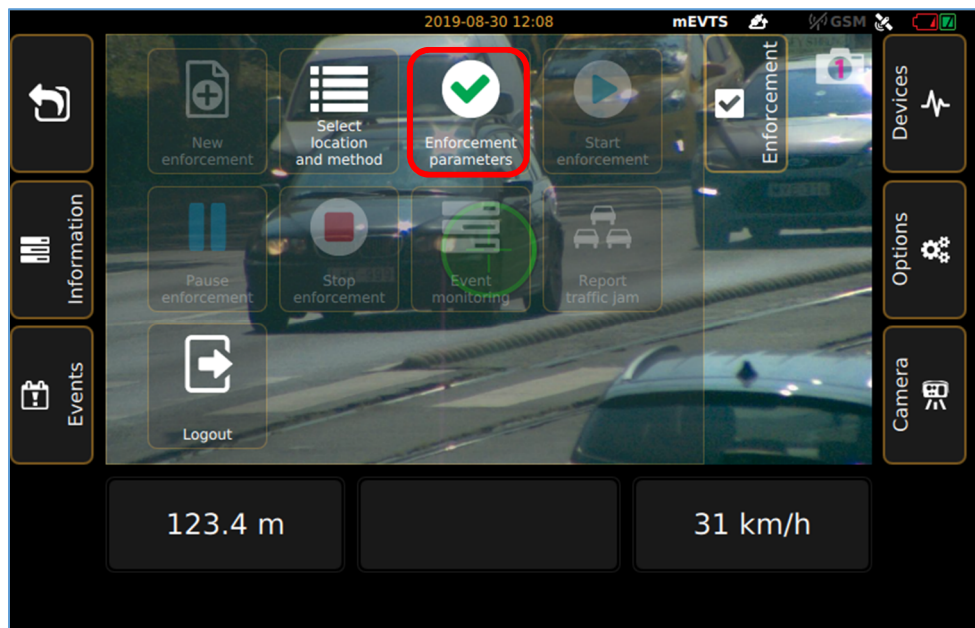 2019-08-30 12:08
mEVTS
GSM
New
enforcement
Select
location
and method
Enforcement
parameters
Start
enforcement
Enforcement
1
Devices
Information
Pause
enforcement
Stop
enforcement
Event
monitoring
Report
traffic jam
Options
Events
Logout
Camera
123.4 m
31 km/h